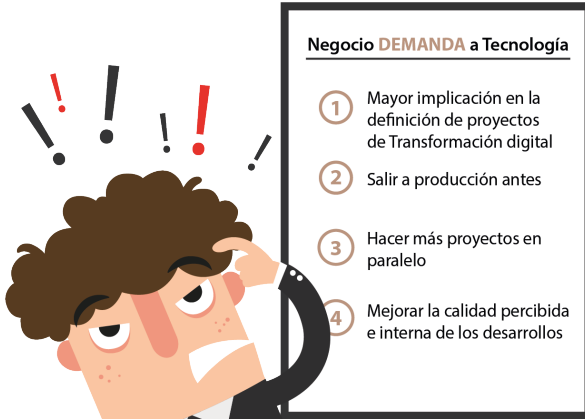 Negocio DEMANDA a Tecnología
1
Mayor implicación en la
definición de proyectos
de Transformación digital
2
Salir a producción antes
3
Hacer más proyectos en
paralelo
4
Mejorar la calidad percibida
e interna de los desarrollos